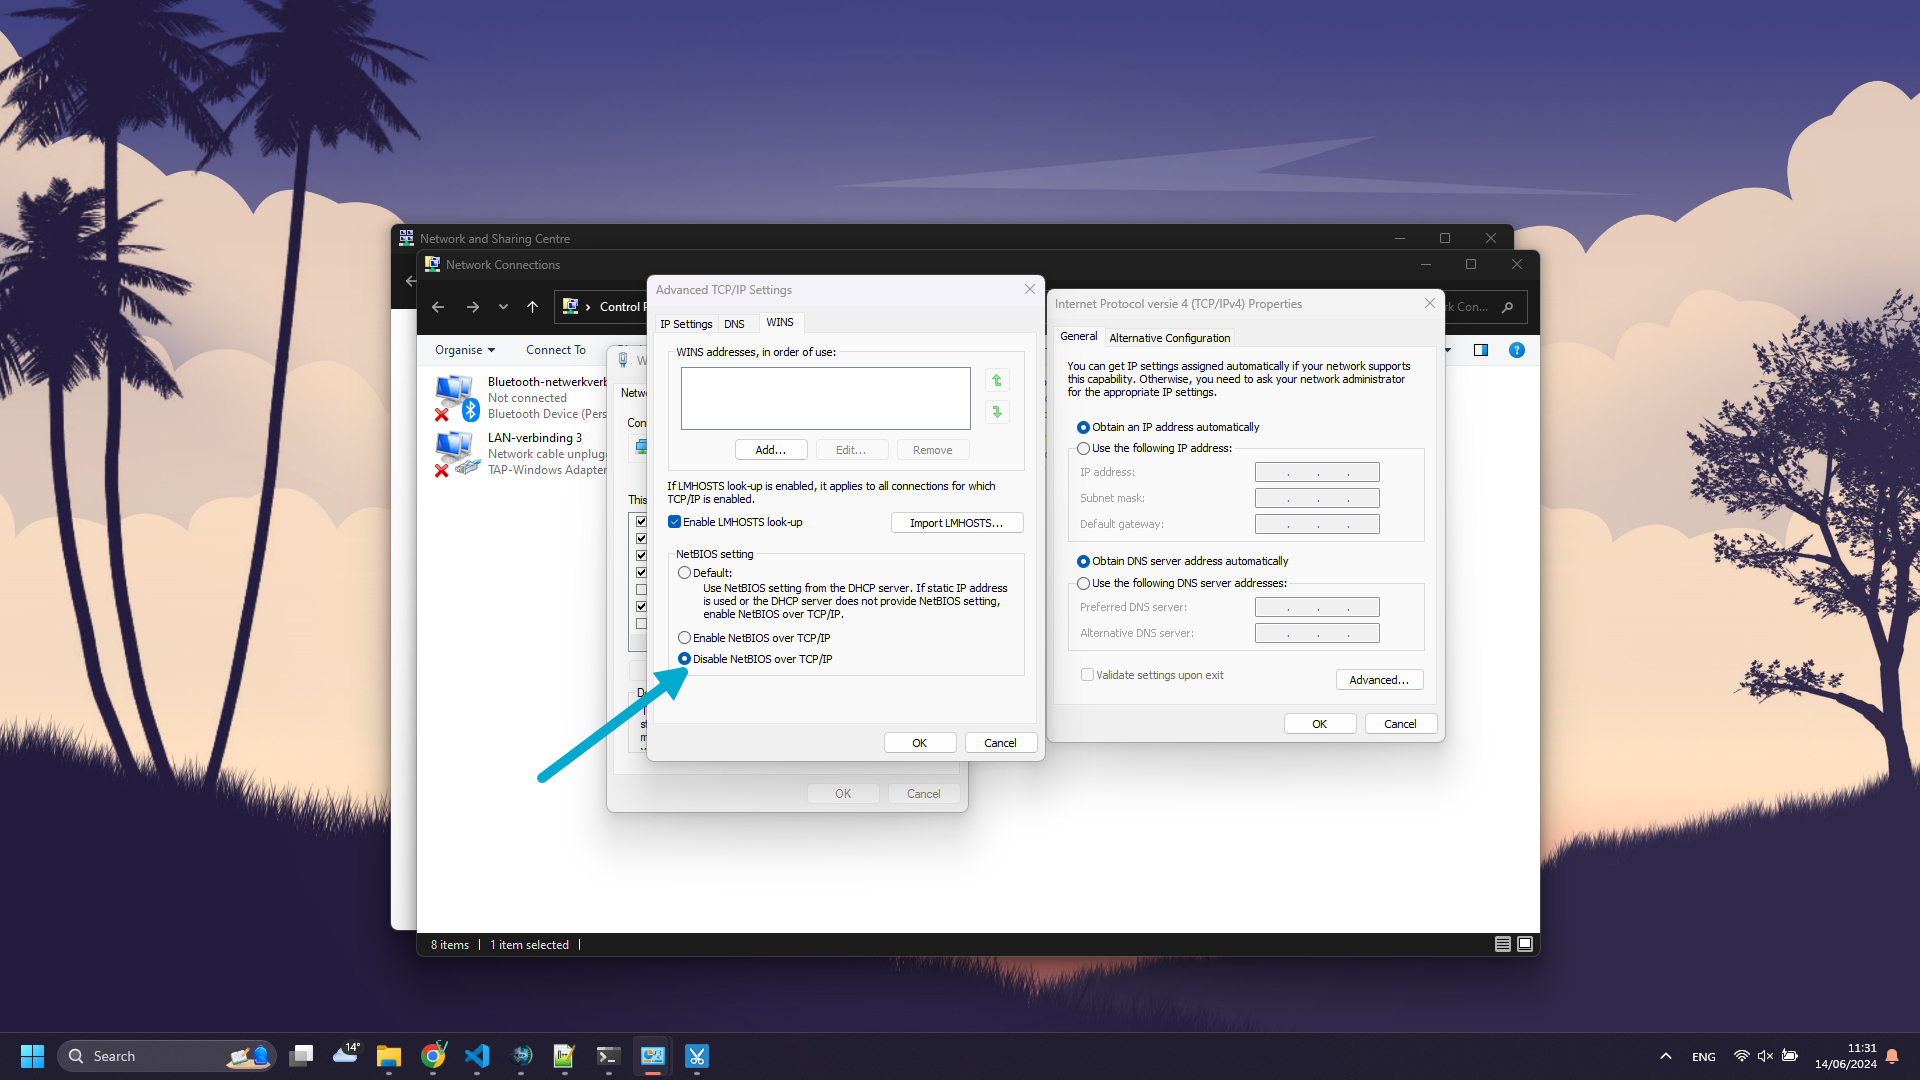 Network and Sharing Centre
Network Connections
Control
Organise
Connect To
Bluetooth-netwerkverb
Not connected
Bluetooth Device (Pers
LAN-verbinding 3
Network cable unplugg
TAP-Windows Adapter
8 items
1 item selected
Advanced TCP/IP Settings
IP Settings
DNS
WINS
WINS addresses, in order of use:
Add...
Edit...
Remove
If LMHOSTS look-up is enabled, it applies to all connections for which
TCP/IP is enabled.
Enable LMHOSTS look-up
Import LMHOSTS...
NetBIOS setting
Default:
Use NetBIOS setting from the DHCP server. If static IP address
is used or the DHCP server does not provide NetBIOS setting,
enable NetBIOS over TCP/IP.
Enable NetBIOS over TCP/IP
Disable NetBIOS over TCP/IP
OK
Cancel
OK
Cancel
Internet Protocol versie 4 (TCP/IPv4) Properties
General
Alternative Configuration
You can get IP settings assigned automatically if your network supports
this capability. Otherwise, you need to ask your network administrator
for the appropriate IP settings.
Obtain an IP address automatically
Use the following IP address:
IP address:
Subnet mask:
Default gateway:
Obtain DNS server address automatically
Use the following DNS server addresses:
Preferred DNS server:
Alternative DNS server:
Validate settings upon exit
Advanced...
OK
Cancel
Search
14°
ENG
11:31
14/06/2024